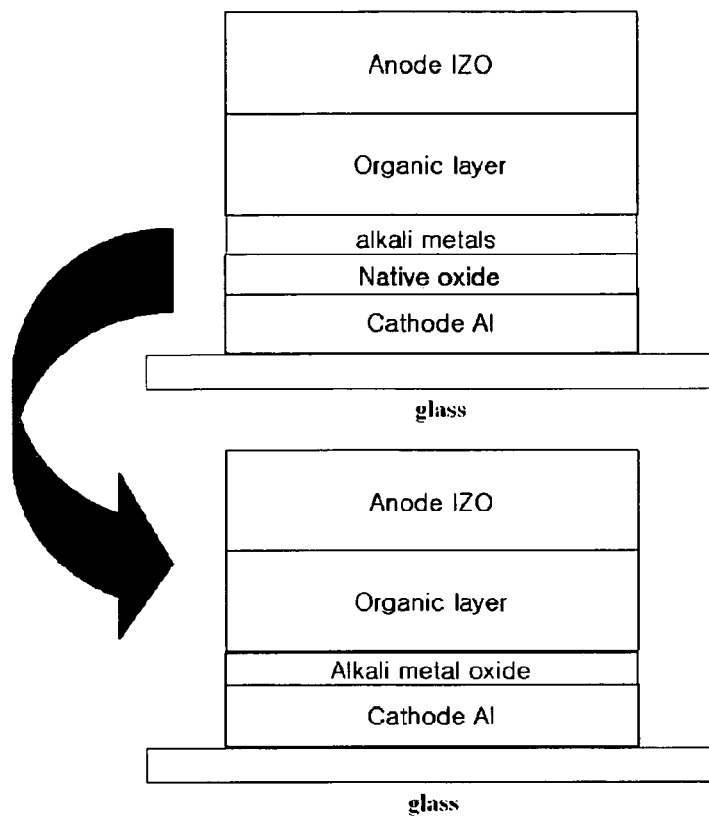 Anode IZO
Organic layer
alkali metals
Native oxide
Cathode Al
glass
Anode IZO
Organic layer
Alkali metal oxide
Cathode Al
glass